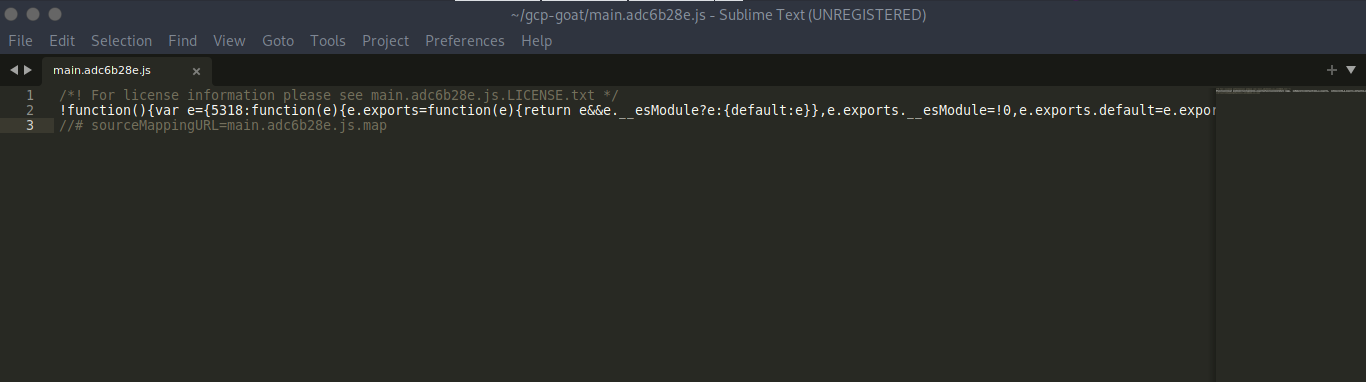 ~/gcp-goat/main.adc6b28e.js - Sublime Text (UNREGISTERED)
File Edit Selection Find View Goto Tools Project Preferences Help
main.adc6b28e.js ×
1 /*! For license information please see main.adc6b28e.js.LICENSE.txt */
2 !function(){var e={5318:function(e){e.exports=function(e){return e&&e.__esModule?e:{default:e}},e.exports.__esModule=!0,e.exports.default=e.expor
3 //# sourceMappingURL=main.adc6b28e.js.map